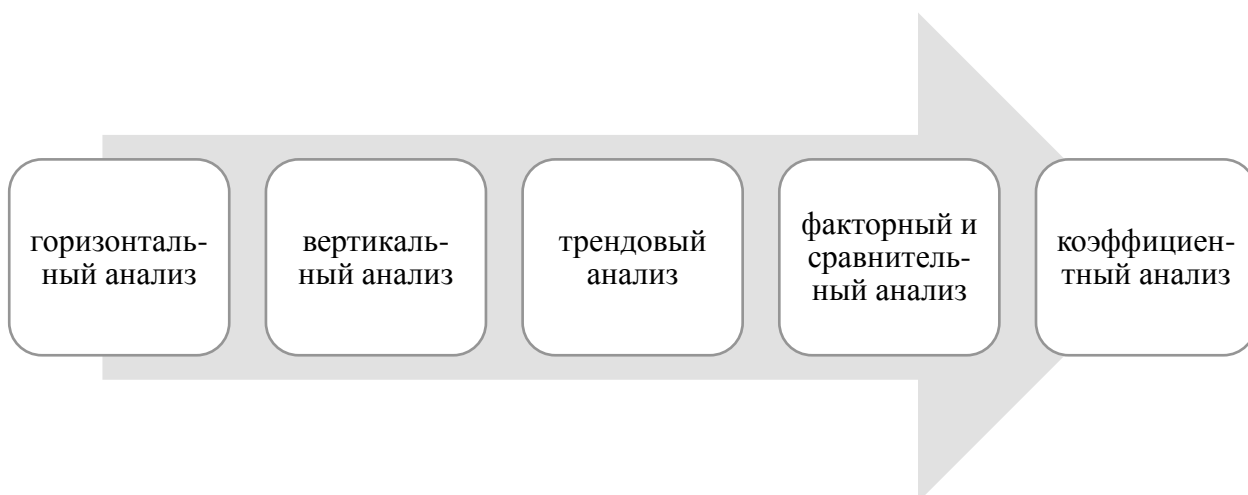 горизонталь-
ный анализ
вертикаль-
ный анализ
трендовый
анализ
факторный и
сравнитель-
ный анализ
коэффициен-
тный анализ